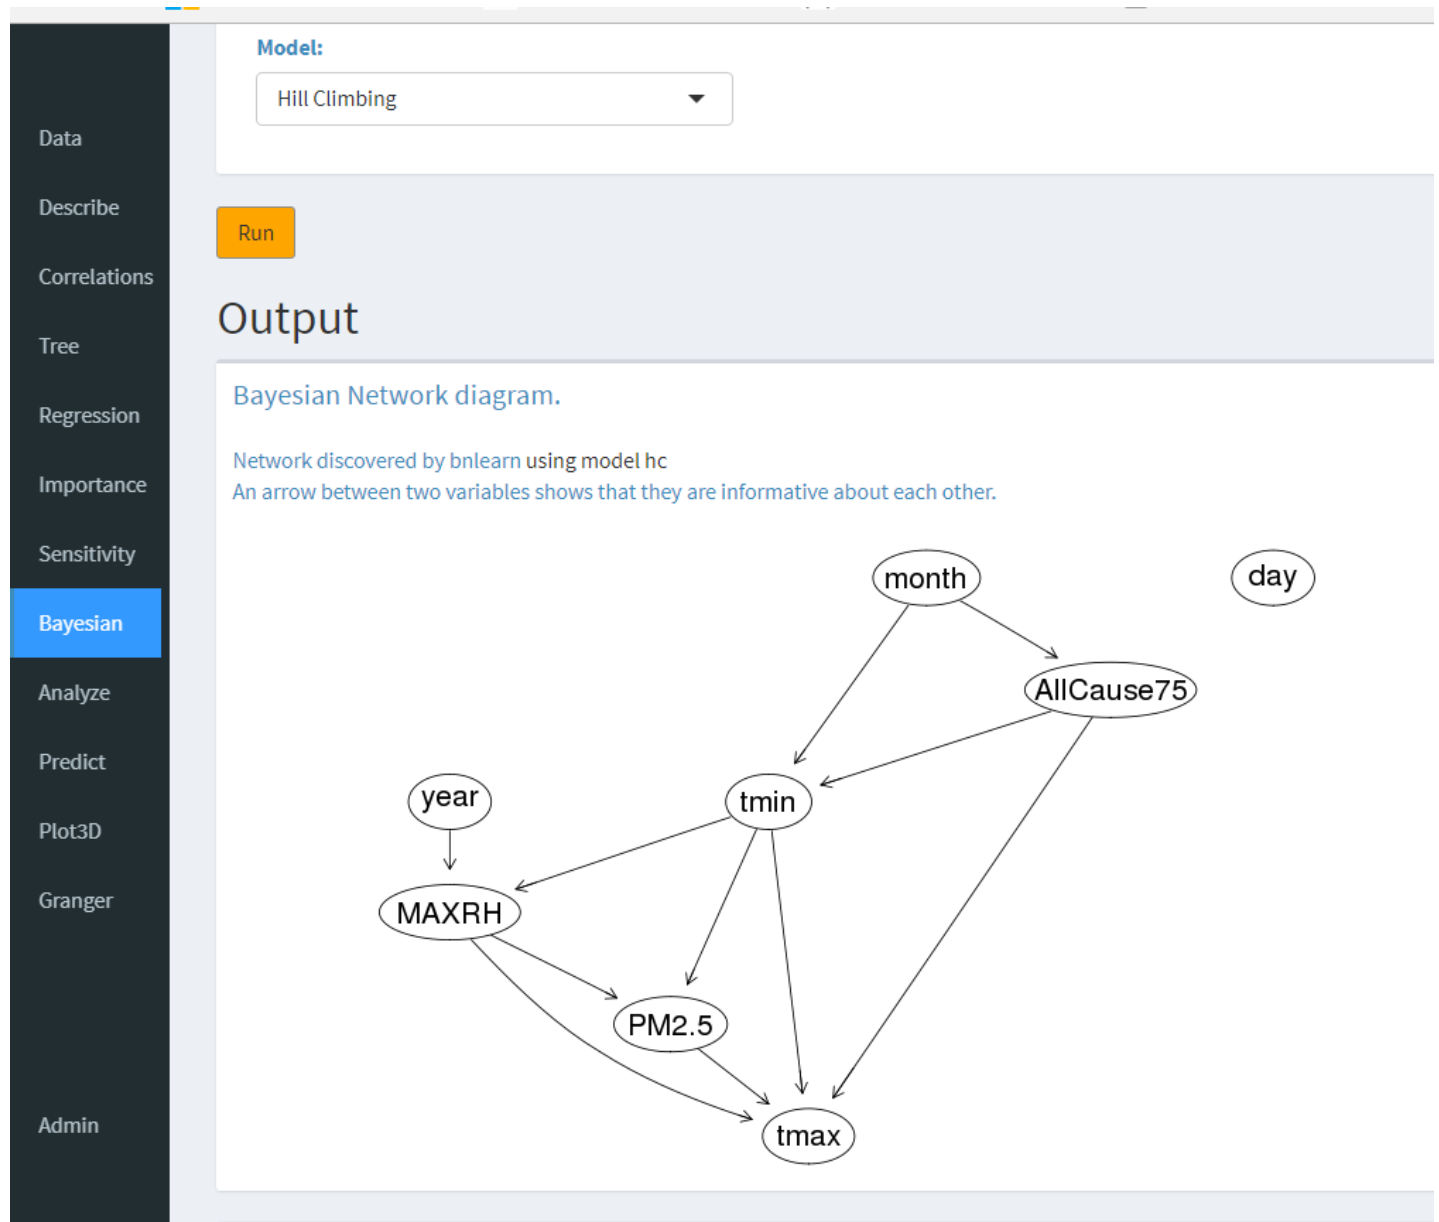 Model:
Hill Climbing
Data
Describe
Run
Correlations
Output
Tree
Bayesian Network diagram.
Regression
Network discovered by bnlearn using model hc
Importance
An arrow between two variables shows that they are informative about each other.
Sensitivity
month
day
Bayesian
AllCause75
Analyze
Predict
year
tmin
Plot3D
Granger
MAXRH
PM2.5
Admin
tmax